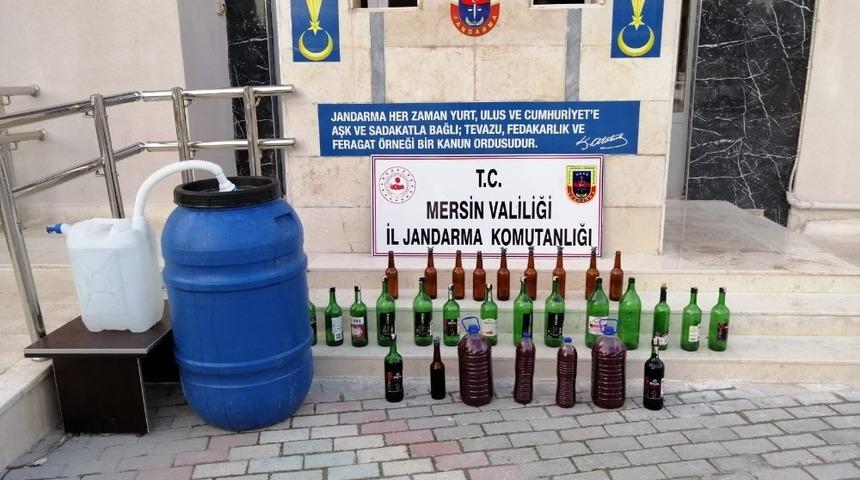 JANDARMA
JANDARMA HER ZAMAN YURT, ULUS VE CUMHURİYET'E
AŞK VE SADAKATLA BAĞLI; TEVAZU, FEDAKARLIK VE
FERAGAT ÖRNEĞİ BİR KANUN ORDUSUDUR.
K. Atatürk
T.C.
MERSİN VALİLİĞİ
İL JANDARMA KOMUTANLIĞI